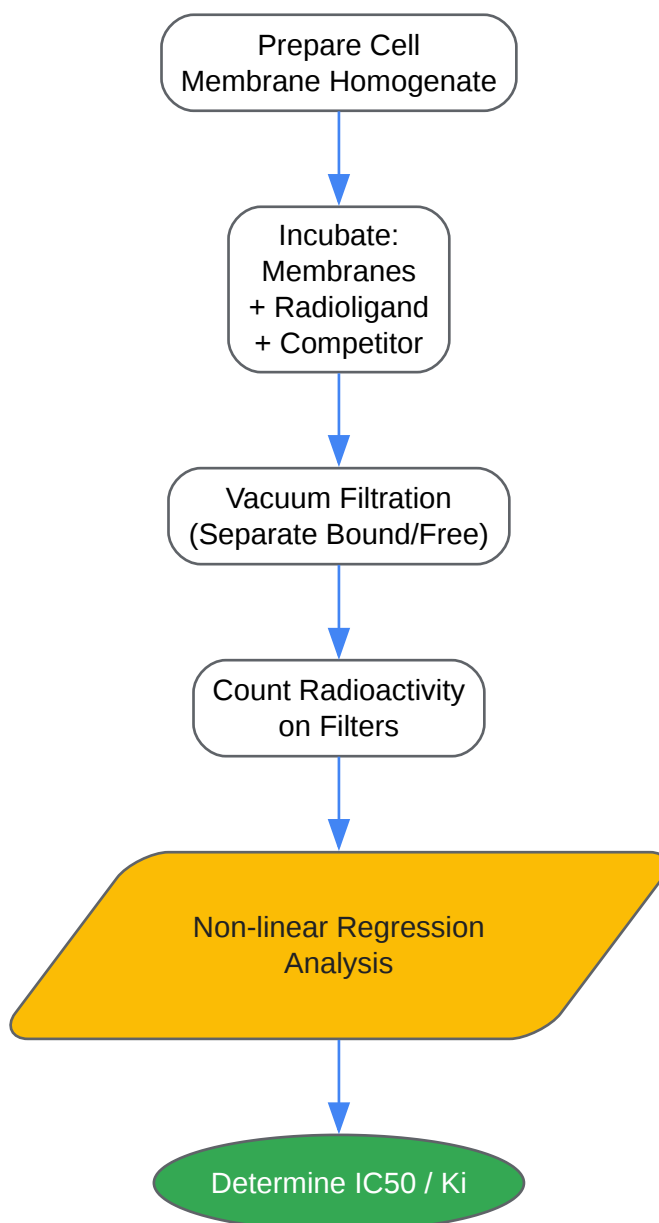 Prepare Cell
Membrane Homogenate
Incubate:
Membranes
+ Radioligand
+ Competitor
Vacuum Filtration
(Separate Bound/Free)
Count Radioactivity
on Filters
Non-linear Regression
Analysis
Determine IC50 / Ki